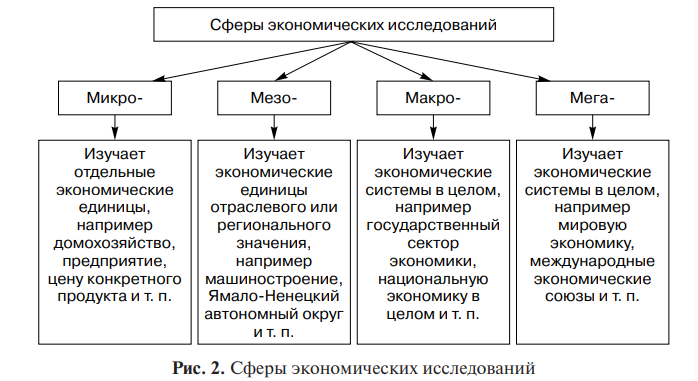 Сферы экономических исследований
Микро-
Мезо-
Макро-
Мега-
Изучает
отдельные
экономические
единицы,
например
домохозяйство,
предприятие,
цену конкретного
продукта и т. п.
Изучает
экономические
единицы
отраслевого или
регионального
значения,
например
машиностроение,
Ямало-Ненецкий
автономный округ
и т. п.
Изучает
экономические
системы в целом,
например
государственный
сектор
экономики,
национальную
экономику в
целом и т. п.
Изучает
экономические
системы в целом,
например
мировую
экономику,
международные
экономические
союзы и т. п.
Рис. 2. Сферы экономических исследований